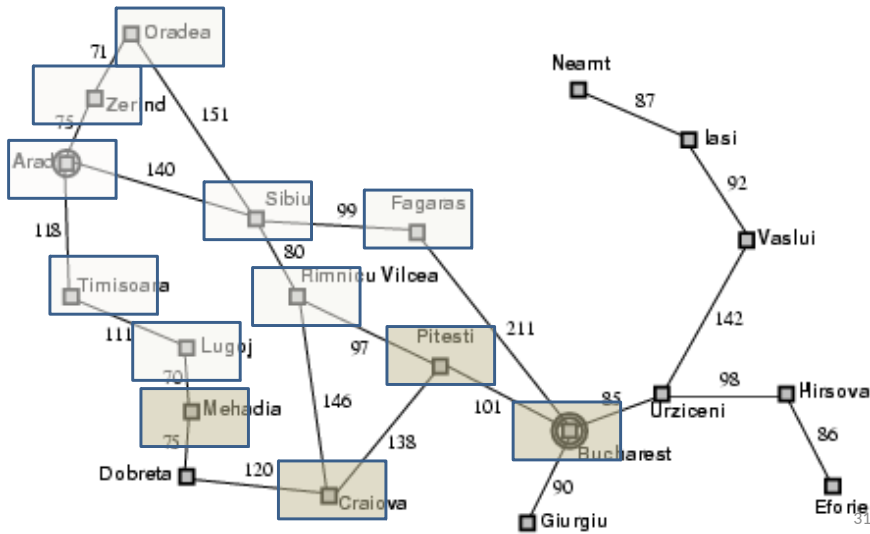 Oradea
71
Neamt
Zerind
87
75
151
Iasi
Arad
140
92
Sibiu
99
Fagaras
118
Vaslui
80
Rimnicu Vilcea
Timisoara
142
211
111
Lugoj
97
Pitesti
70
98
Mehadia
146
101
85
Hirsova
Urziceni
75
138
86
Bucharest
Dobreta
120
90
Craiova
Eforie
Giurgiu
31